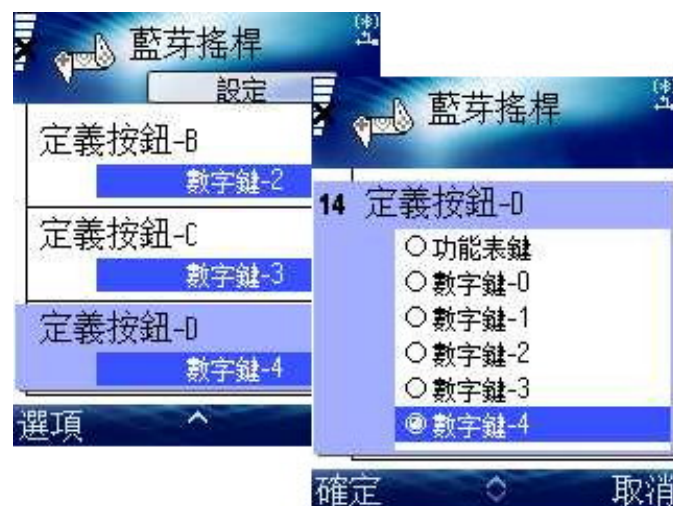 藍芽搖桿
設定
定義按鈕-B
數字鍵-2
定義按鈕-C
數字鍵-3
定義按鈕-D
數字鍵-4
選項
藍芽搖桿
14 定義按鈕-D
功能表鍵
數字鍵-0
數字鍵-1
數字鍵-2
數字鍵-3
數字鍵-4
確定
取消